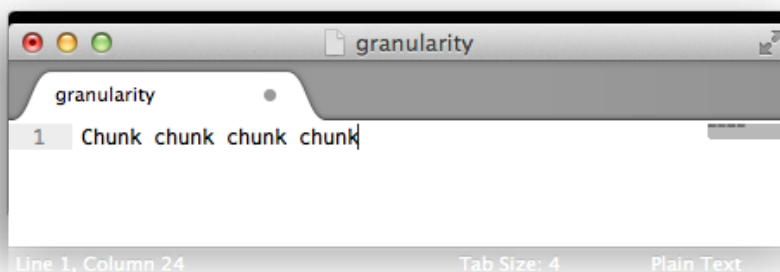 granularity
granularity
1 Chunk chunk chunk chunk
Line 1, Column 24 Tab Size: 4 Plain Text